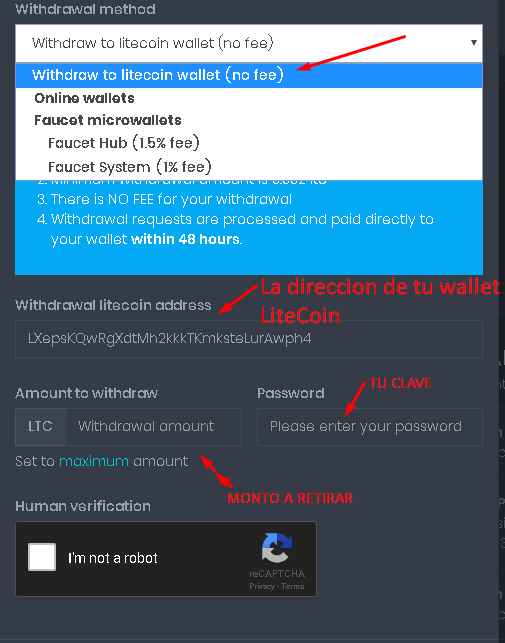 Withdrawal method
Withdraw to litecoin wallet (no fee)
Withdraw to litecoin wallet (no fee)
Online wallets
Faucet microwallets
Faucet Hub (1.5% fee)
Faucet System (1% fee)
2. Minimum withdrawal amount is 0.002 ltc
3. There is NO FEE for your withdrawal
4. Withdrawal requests are processed and paid directly to
your wallet within 48 hours.
La direccion de tu wallet
LiteCoin
Withdrawal litecoin address
LXepsKQwRgXdtMh2kkkTKmksteLurAwph4
Amount to withdraw
Password
TU CLAVE
LTC
Withdrawal amount
Please enter your password
Set to maximum amount
MONTO A RETIRAR
Human verification
I'm not a robot
reCAPTCHA
Privacy - Terms